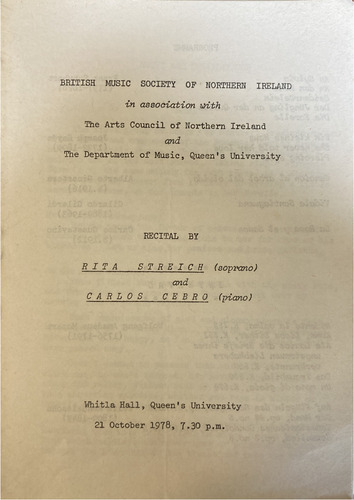 BRITISH MUSIC SOCIETY OF NORTHERN IRELAND
in association with
The Arts Council of Northern Ireland
and
The Department of Music, Queen's University
RECITAL BY
RITA STREICH (soprano)
and
CARLOS CEBRO (piano)
Whitla Hall, Queen's University
21 October 1978, 7.30 p.m.